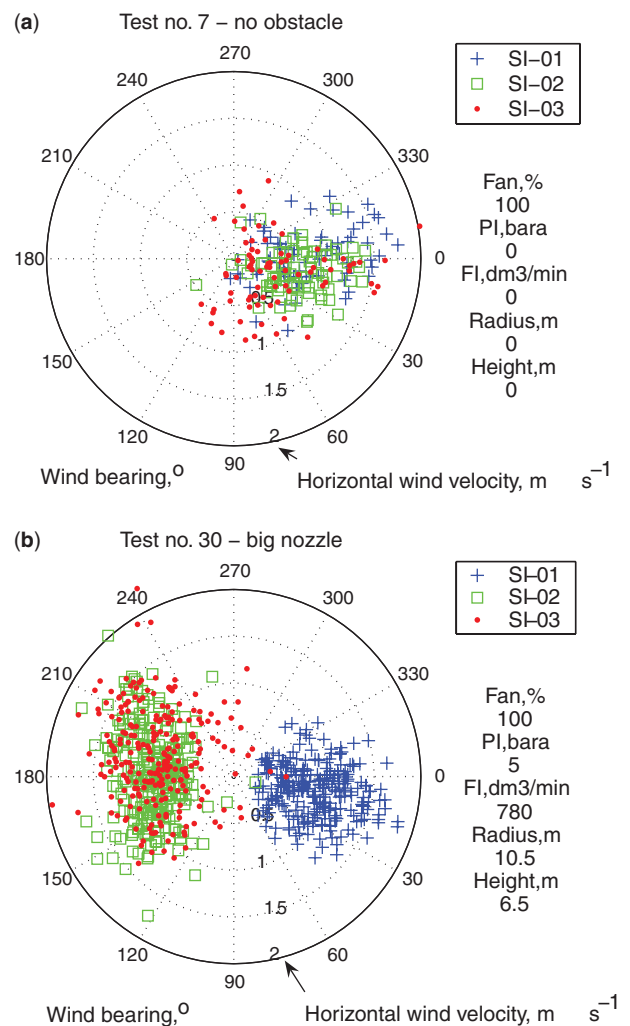 (a) Test no. 7 – no obstacle
270
240 300
210 330
180 0
150 30
120 60
90
0.5
1
1.5
2
+ SI–01
□ SI–02
• SI–03
Fan,%
100
PI,bara
0
FI,dm3/min
0
Radius,m
0
Height,m
0
Wind bearing,º Horizontal wind velocity, m s⁻¹
(b) Test no. 30 – big nozzle
270
240 300
210 330
180 0
150 30
120 60
90
0.5
1
1.5
2
+ SI–01
□ SI–02
• SI–03
Fan,%
100
PI,bara
5
FI,dm3/min
780
Radius,m
10.5
Height,m
6.5
Wind bearing,º Horizontal wind velocity, m s⁻¹